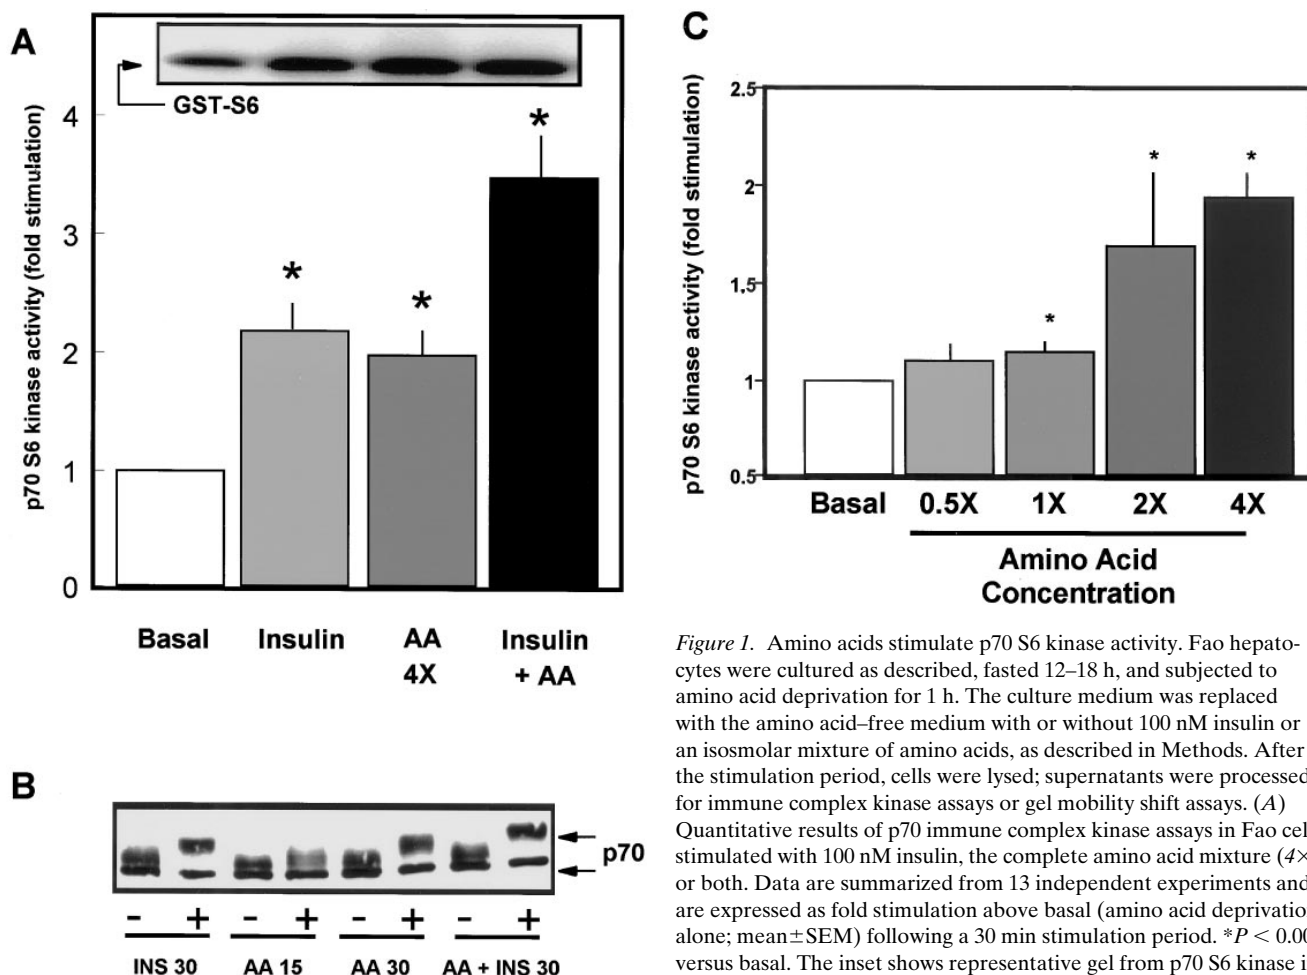 A
GST-S6
p70 S6 kinase activity (fold stimulation)
4
3
2
1
0
*
*
*
Basal
Insulin
AA
4X
Insulin
+ AA
B
p70
- + - + - + - +
INS 30
AA 15
AA 30
AA + INS 30
C
p70 S6 kinase activity (fold stimulation)
2.5
2
1.5
1
0.5
*
*
*
Basal
0.5X
1X
2X
4X
Amino Acid
Concentration
Figure 1. Amino acids stimulate p70 S6 kinase activity. Fao hepato-
cytes were cultured as described, fasted 12–18 h, and subjected to
amino acid deprivation for 1 h. The culture medium was replaced
with the amino acid–free medium with or without 100 nM insulin or
an isosmolar mixture of amino acids, as described in Methods. After
the stimulation period, cells were lysed; supernatants were processed
for immune complex kinase assays or gel mobility shift assays. (A)
Quantitative results of p70 immune complex kinase assays in Fao cel
stimulated with 100 nM insulin, the complete amino acid mixture (4×
or both. Data are summarized from 13 independent experiments and
are expressed as fold stimulation above basal (amino acid deprivatio
alone; mean±SEM) following a 30 min stimulation period. *P < 0.00
versus basal. The inset shows representative gel from p70 S6 kinase i